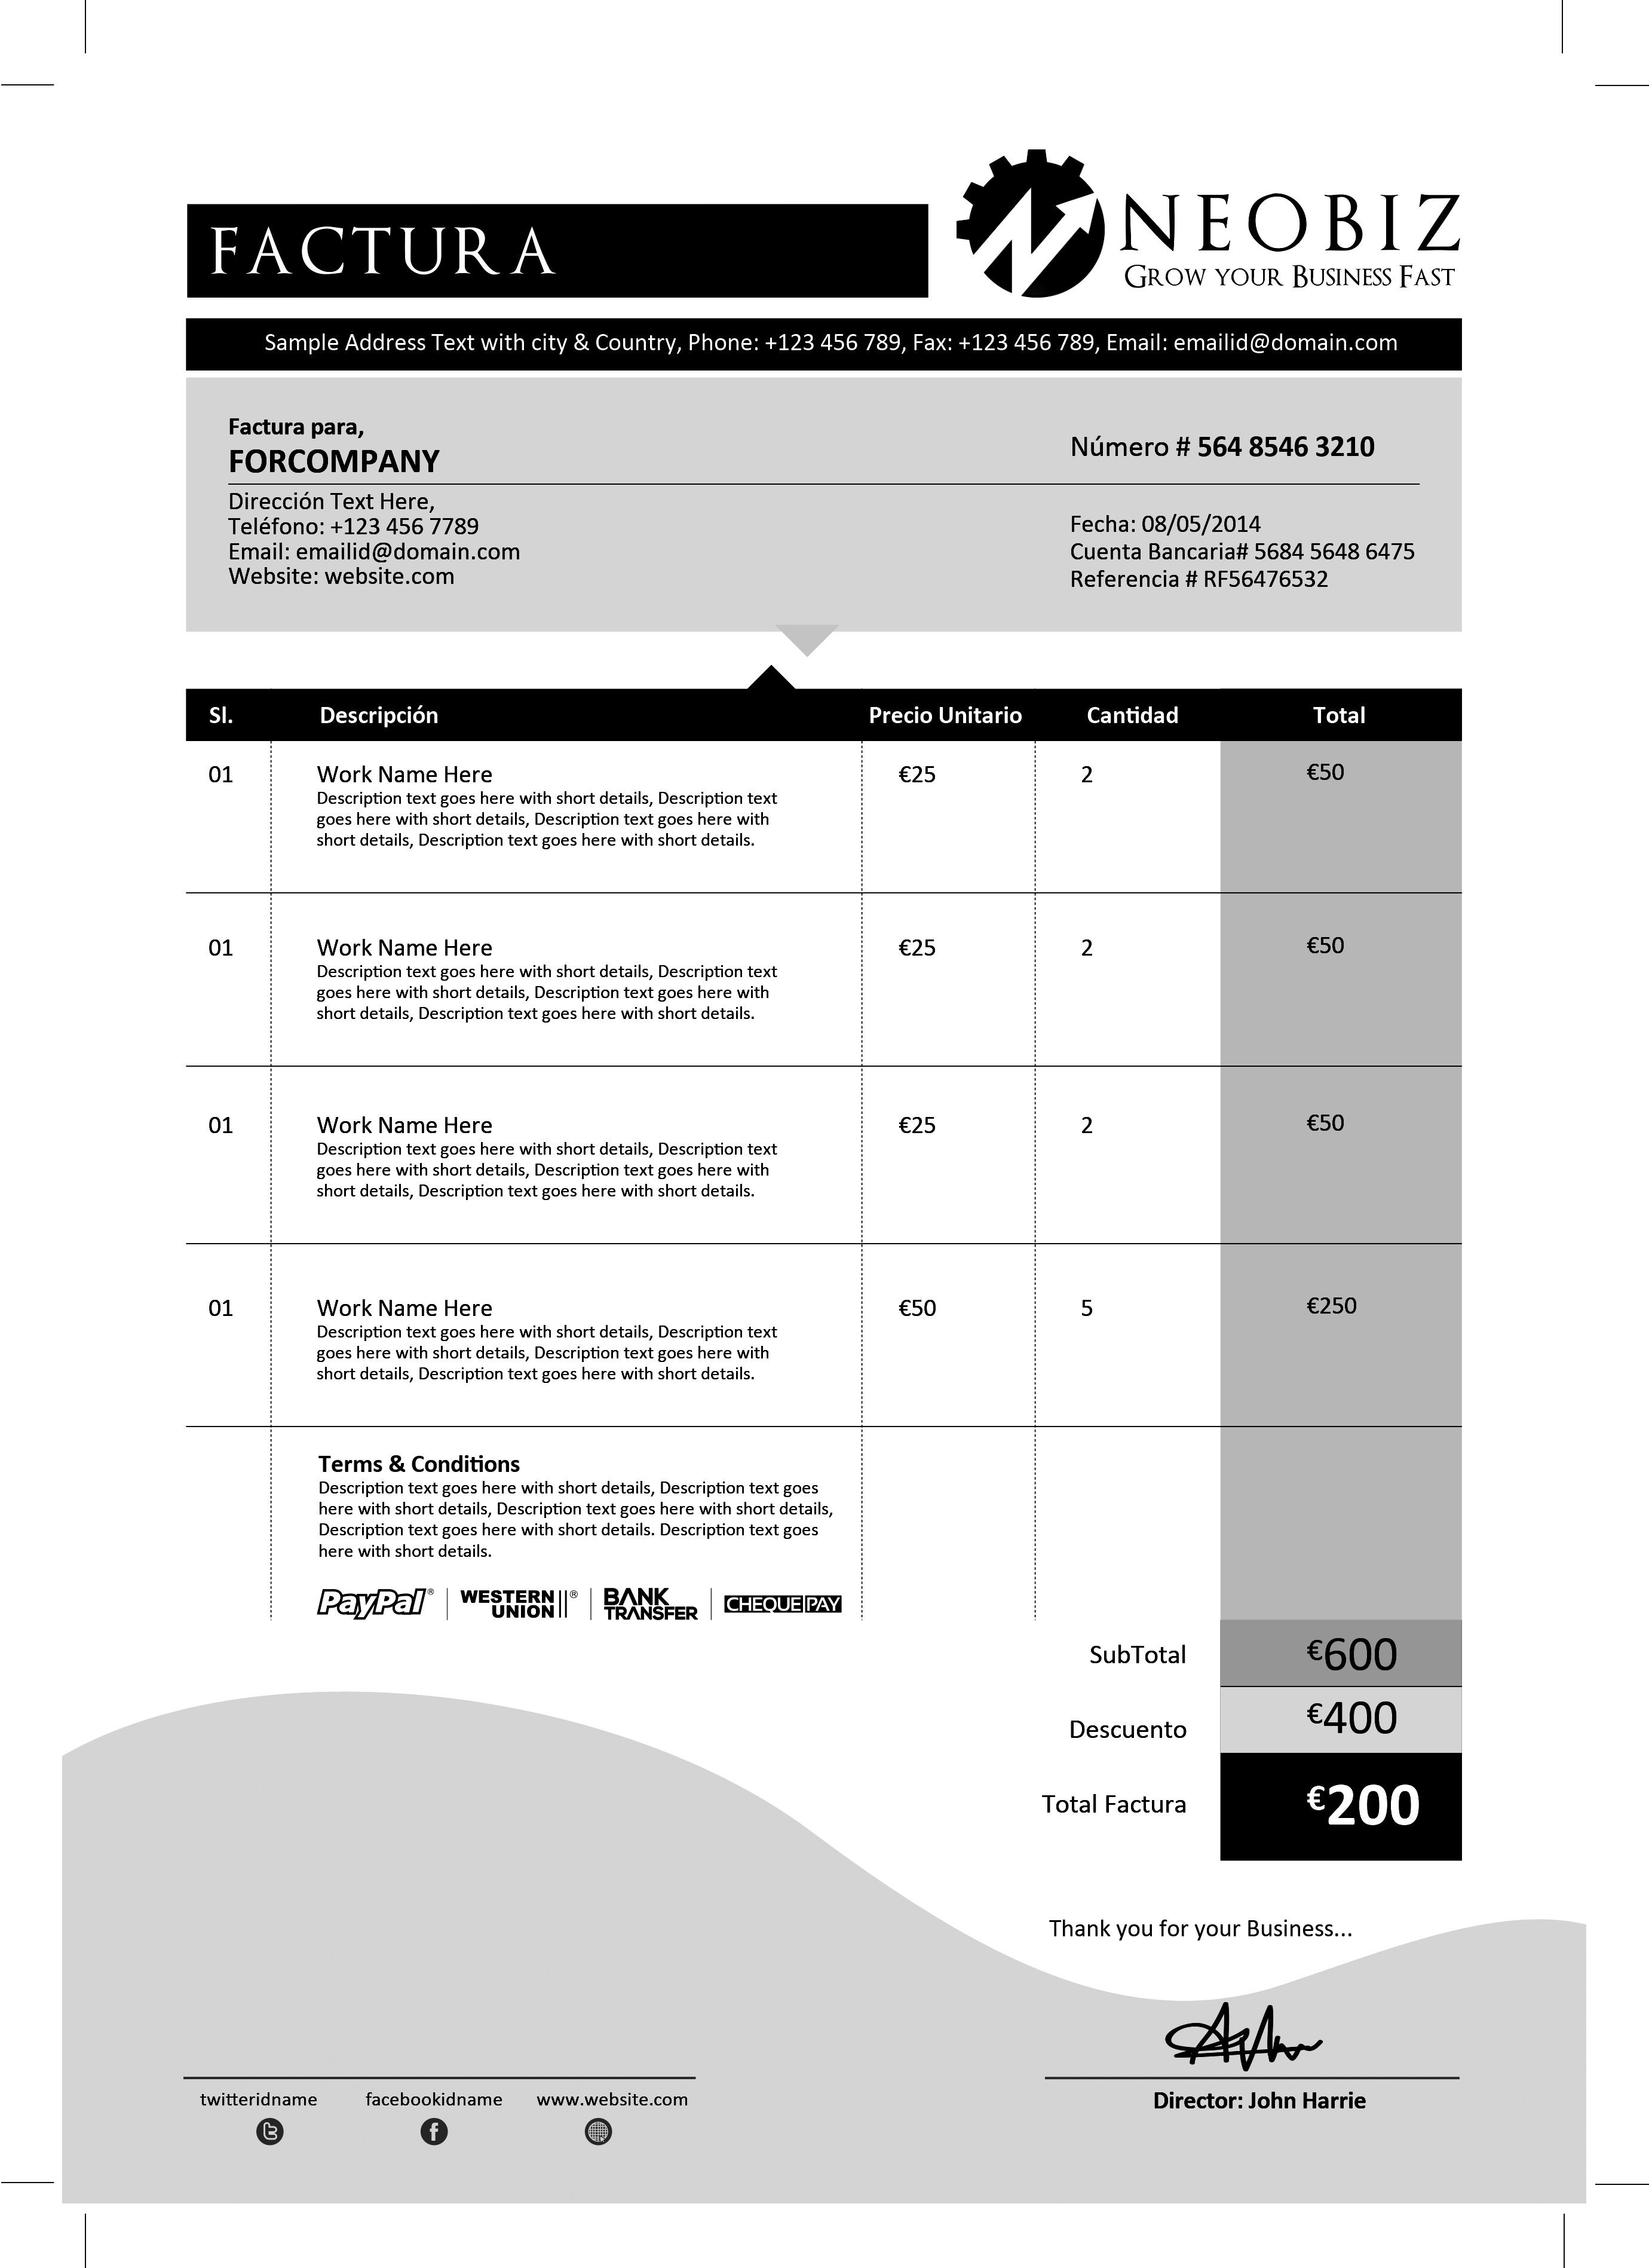 FACTURA
NEOBIZ
GROW YOUR BUSINESS FAST
Sample Address Text with city & Country, Phone: +123 456 789, Fax: +123 456 789, Email: emailid@domain.com
Factura para,
FORCOMPANY
Número # 564 8546 3210
Dirección Text Here,
Teléfono: +123 456 7789
Email: emailid@domain.com
Website: website.com
Fecha: 08/05/2014
Cuenta Bancaria# 5684 5648 6475
Referencia # RF56476532
Sl. Descripción Precio Unitario Cantidad Total
01 Work Name Here €25 2 €50
Description text goes here with short details, Description text
goes here with short details, Description text goes here with
short details, Description text goes here with short details.
01 Work Name Here €25 2 €50
Description text goes here with short details, Description text
goes here with short details, Description text goes here with
short details, Description text goes here with short details.
01 Work Name Here €25 2 €50
Description text goes here with short details, Description text
goes here with short details, Description text goes here with
short details, Description text goes here with short details.
01 Work Name Here €50 5 €250
Description text goes here with short details, Description text
goes here with short details, Description text goes here with
short details, Description text goes here with short details.
Terms & Conditions
Description text goes here with short details, Description text goes
here with short details, Description text goes here with short details,
Description text goes here with short details. Description text goes
here with short details.
PayPal® WESTERN UNION® BANK TRANSFER CHEQUE PAY
SubTotal €600
Descuento €400
Total Factura €200
Thank you for your Business...
twitteridname facebookidname www.website.com
Director: John Harrie